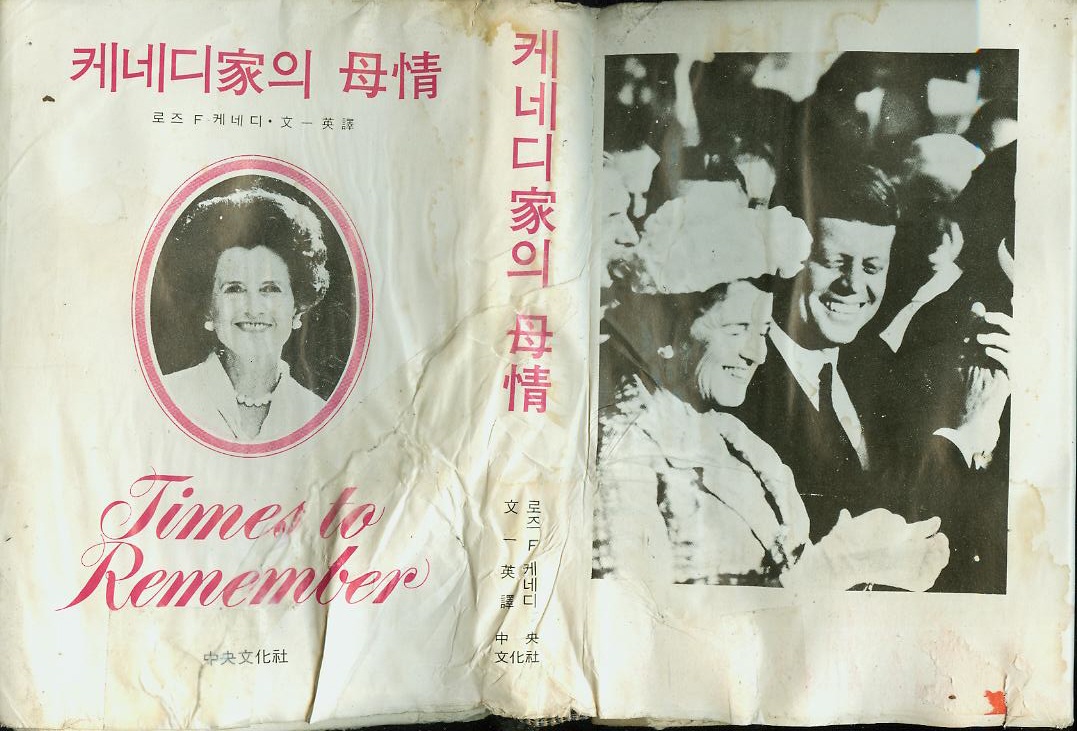 케네디家의 母情
로즈 F 케네디·文一英 譯
Times to
Remember
中央文化社
케네디家의 母情
로즈 F 케네디
文一英 譯
中央
文化社